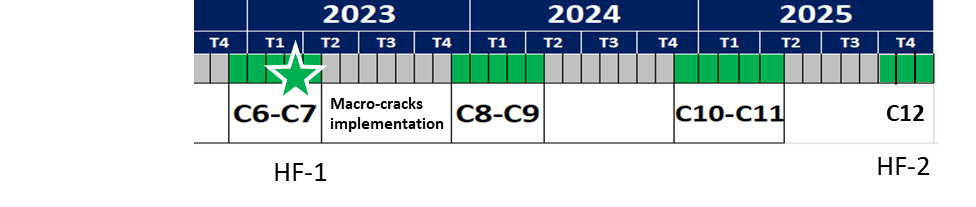 2023 2024 2025
T4 T1 T2 T3 T4 T1 T2 T3 T4 T1 T2 T3 T4
C6-C7 Macro-cracks implementation C8-C9 C10-C11 C12
HF-1 HF-2